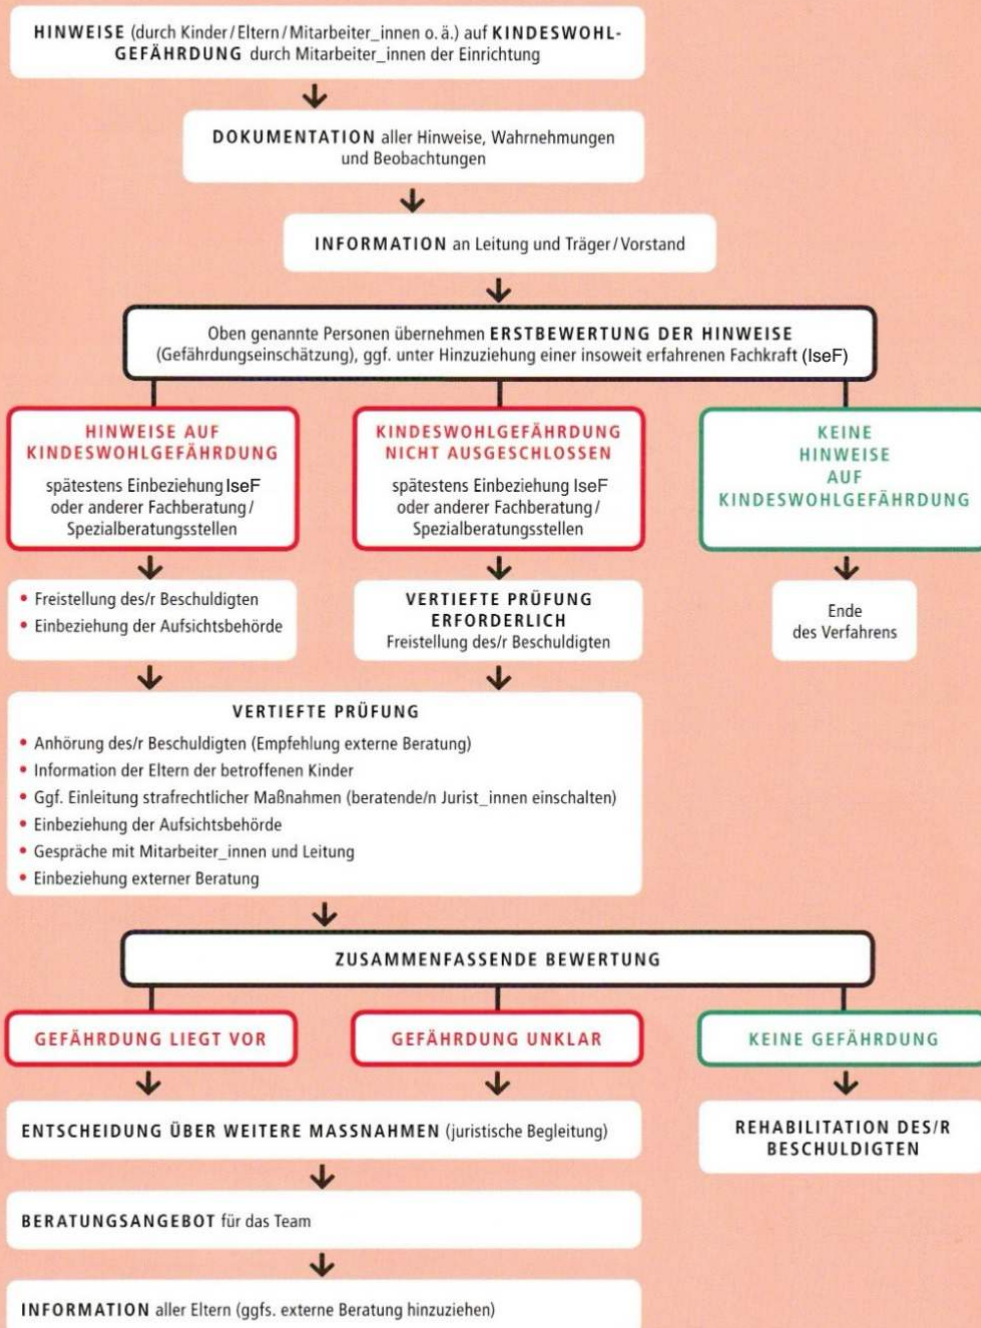 HINWEISE (durch Kinder/Eltern/Mitarbeiter_innen o. ä.) auf KINDESWOHL-
GEFÄHRDUNG durch Mitarbeiter_innen der Einrichtung
DOKUMENTATION aller Hinweise, Wahrnehmungen
und Beobachtungen
INFORMATION an Leitung und Träger/Vorstand
Oben genannte Personen übernehmen ERSTBEWERTUNG DER HINWEISE
(Gefährdungseinschätzung), ggf. unter Hinzuziehung einer insoweit erfahrenen Fachkraft (IseF)
HINWEISE AUF
KINDESWOHLGEFÄHRDUNG
spätestens Einbeziehung IseF
oder anderer Fachberatung/
Spezialberatungsstellen
KINDESWOHLGEFÄHRDUNG
NICHT AUSGESCHLOSSEN
spätestens Einbeziehung IseF
oder anderer Fachberatung/
Spezialberatungsstellen
KEINE
HINWEISE
AUF
KINDESWOHLGEFÄHRDUNG
• Freistellung des/r Beschuldigten
• Einbeziehung der Aufsichtsbehörde
VERTIEFTE PRÜFUNG
ERFORDERLICH
Freistellung des/r Beschuldigten
Ende
des Verfahrens
VERTIEFTE PRÜFUNG
• Anhörung des/r Beschuldigten (Empfehlung externe Beratung)
• Information der Eltern der betroffenen Kinder
• Ggf. Einleitung strafrechtlicher Maßnahmen (beratende/n Jurist_innen einschalten)
• Einbeziehung der Aufsichtsbehörde
• Gespräche mit Mitarbeiter_innen und Leitung
• Einbeziehung externer Beratung
ZUSAMMENFASSENDE BEWERTUNG
GEFÄHRDUNG LIEGT VOR
GEFÄHRDUNG UNKLAR
KEINE GEFÄHRDUNG
ENTSCHEIDUNG ÜBER WEITERE MASSNAHMEN (juristische Begleitung)
REHABILITATION DES/R
BESCHULDIGTEN
BERATUNGSANGEBOT für das Team
INFORMATION aller Eltern (ggfs. externe Beratung hinzuziehen)